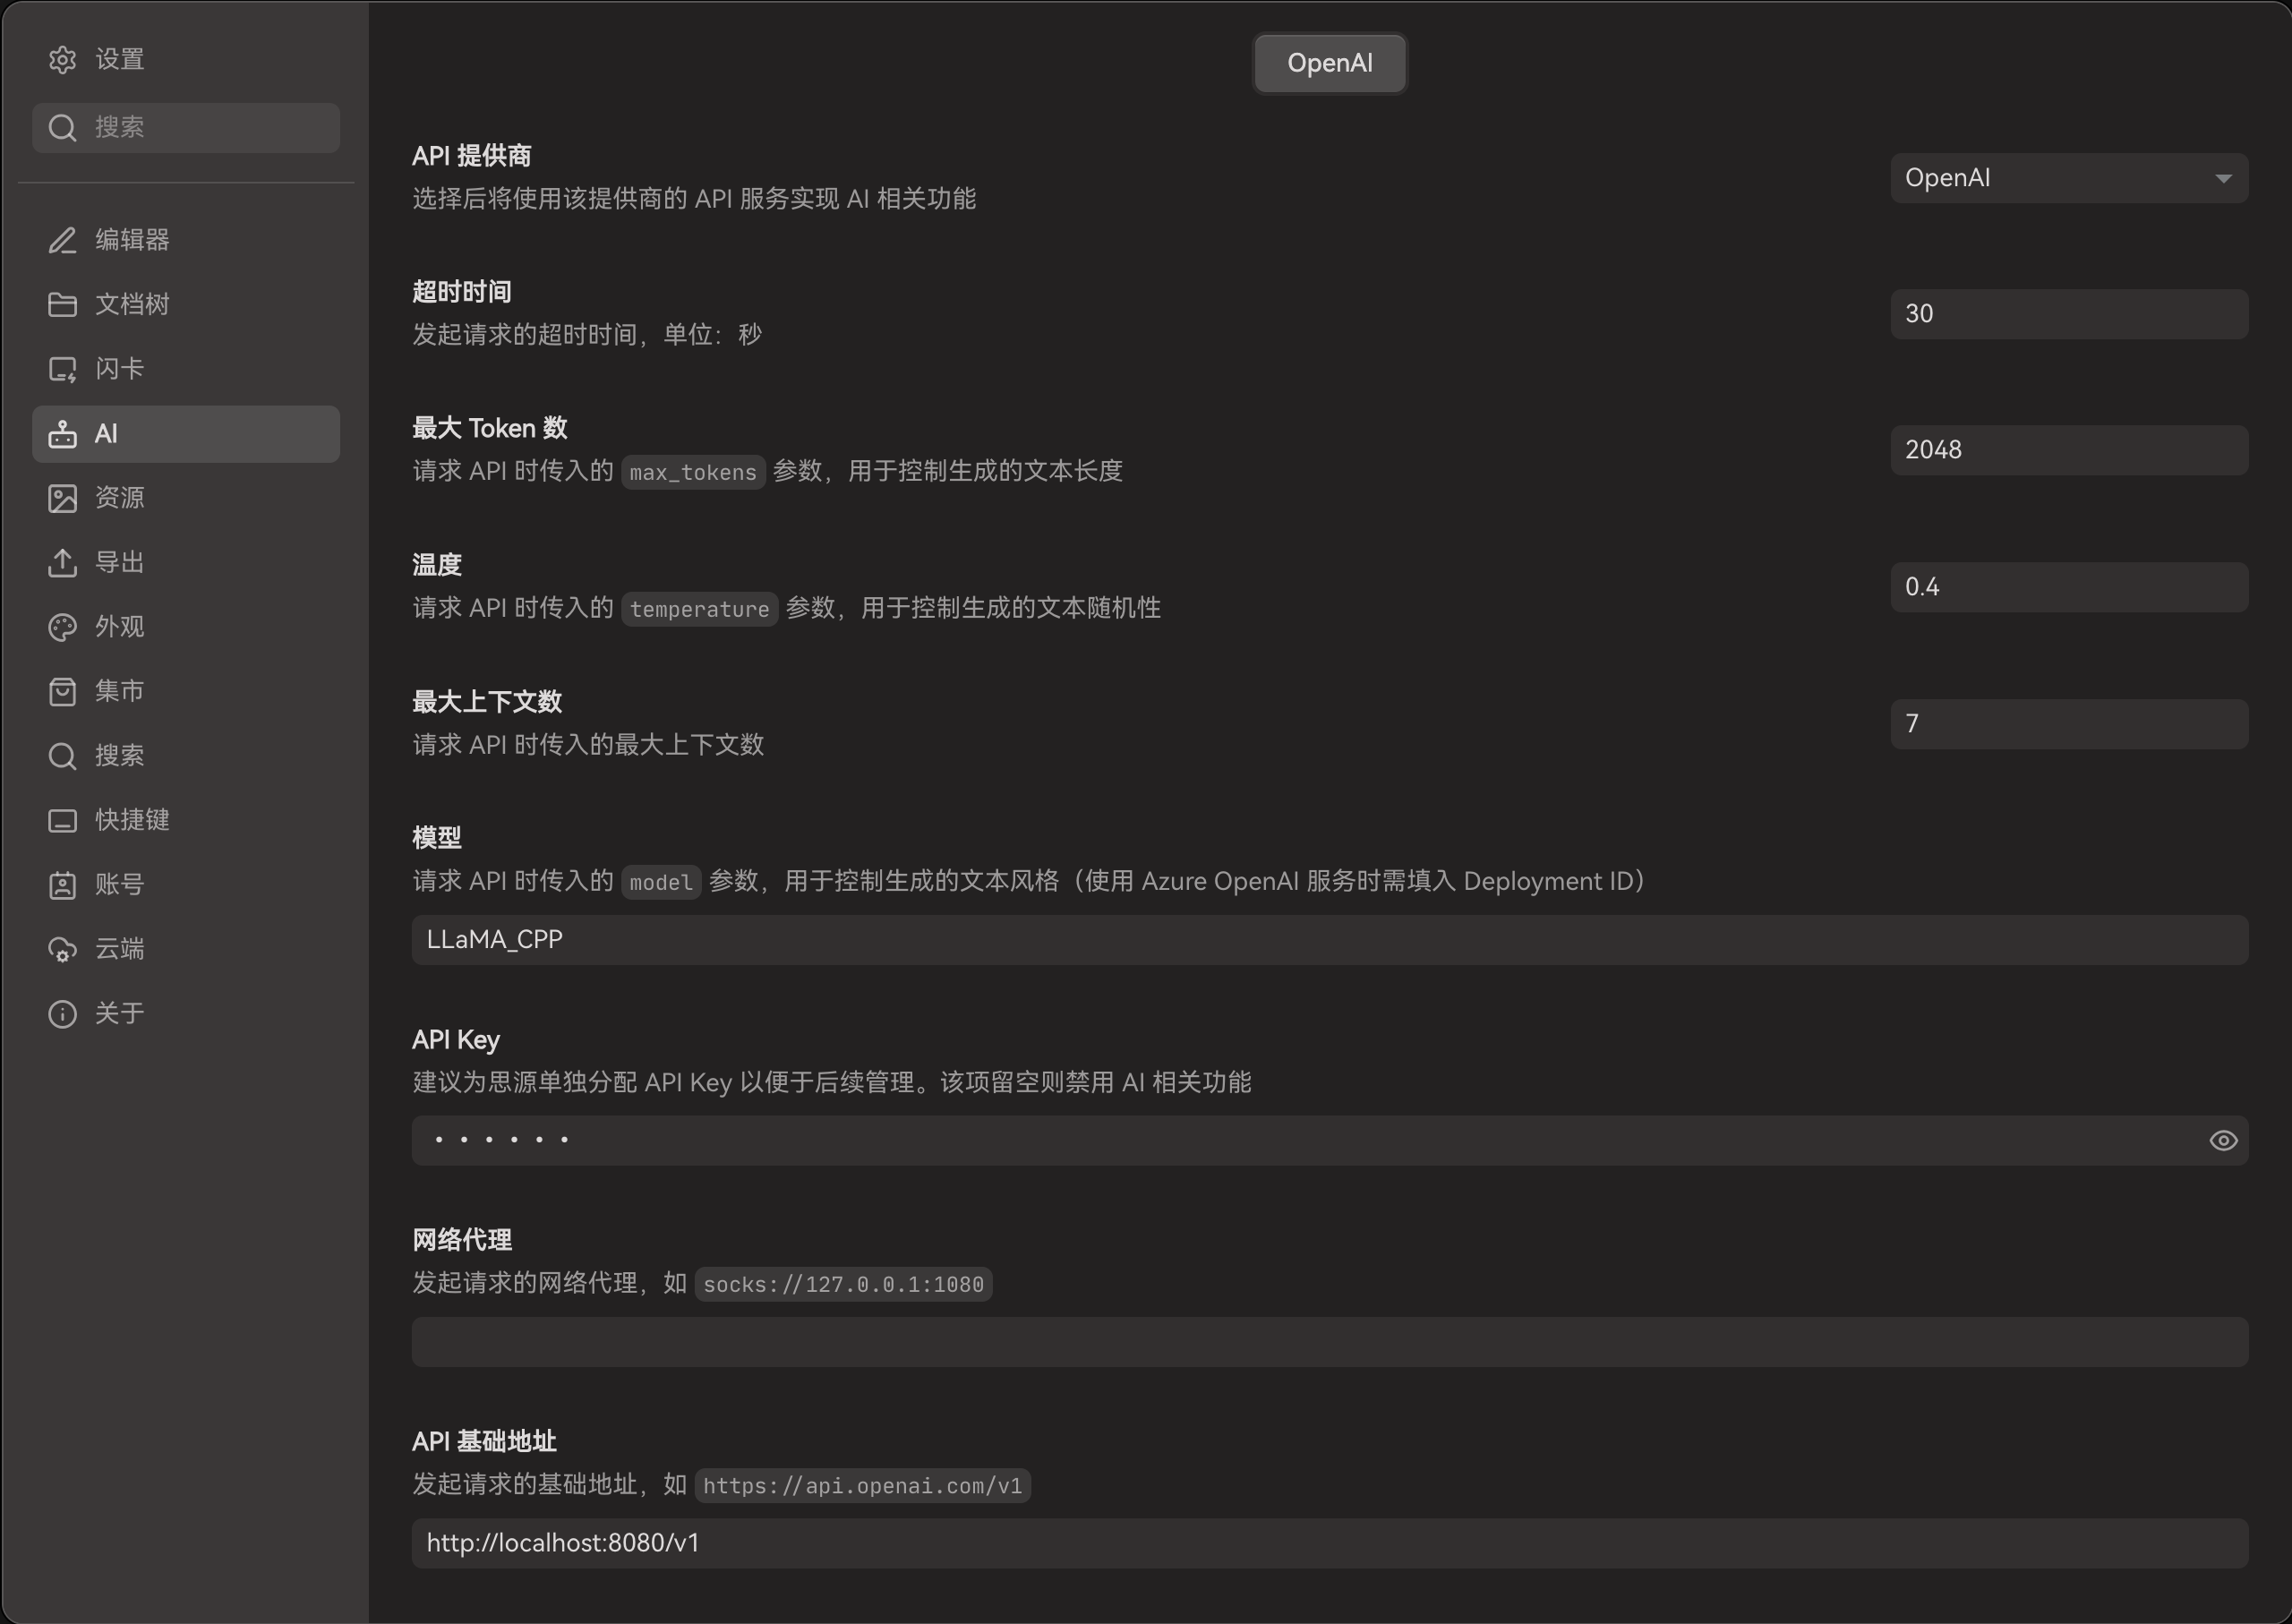 设置
搜索
编辑器
文档树
闪卡
AI
资源
导出
外观
集市
搜索
快捷键
账号
云端
关于
OpenAI
API 提供商
选择后将使用该提供商的 API 服务实现 AI 相关功能
OpenAI
超时时间
发起请求的超时时间，单位：秒
30
最大 Token 数
请求 API 时传入的 max_tokens 参数，用于控制生成的文本长度
2048
温度
请求 API 时传入的 temperature 参数，用于控制生成的文本随机性
0.4
最大上下文数
请求 API 时传入的最大上下文数
7
模型
请求 API 时传入的 model 参数，用于控制生成的文本风格（使用 Azure OpenAI 服务时需填入 Deployment ID）
LLaMA_CPP
API Key
建议为思源单独分配 API Key 以便于后续管理。该项留空则禁用 AI 相关功能
••••••
网络代理
发起请求的网络代理，如 socks://127.0.0.1:1080
API 基础地址
发起请求的基础地址，如 https://api.openai.com/v1
http://localhost:8080/v1